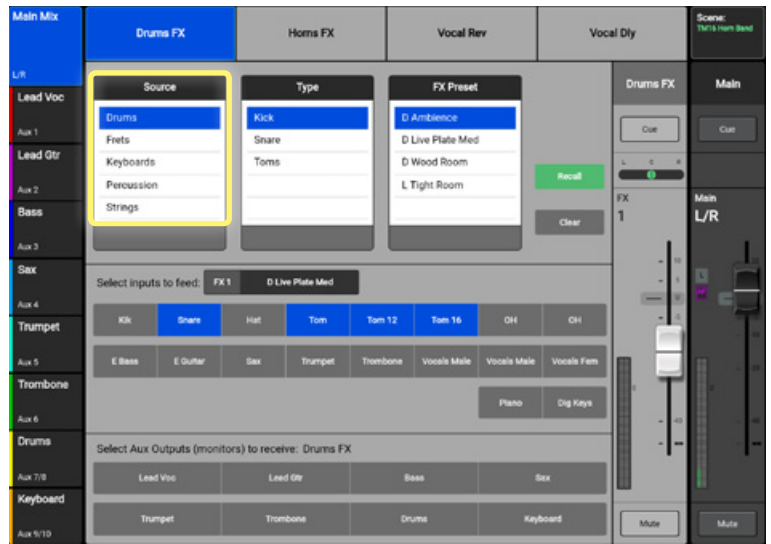 Main Mix
L/R
Drums FX
Horns FX
Vocal Rev
Vocal Dly
Scene:
TM16 Horn Band
Lead Voc
Aux 1
Lead Gtr
Aux 2
Bass
Aux 3
Sax
Aux 4
Trumpet
Aux 5
Trombone
Aux 6
Drums
Aux 7/8
Keyboard
Aux 9/10
Source
Drums
Frets
Keyboards
Percussion
Strings
Type
Kick
Snare
Toms
FX Preset
D Ambience
D Live Plate Med
D Wood Room
L Tight Room
Recall
Clear
Select inputs to feed: FX 1 D Live Plate Med
Kik Snare Hat Tom Tom 12 Tom 16 OH OH
E Bass E Guitar Sax Trumpet Trombone Vocals Male Vocals Male Vocals Fem
Piano Dig Keys
Select Aux Outputs (monitors) to receive: Drums FX
Lead Voc Lead Gtr Bass Sax
Trumpet Trombone Drums Keyboard
Drums FX
Cue
L C R
FX
1
10
5
U
5
Mute
Main
Cue
Main
L/R
L
Mute